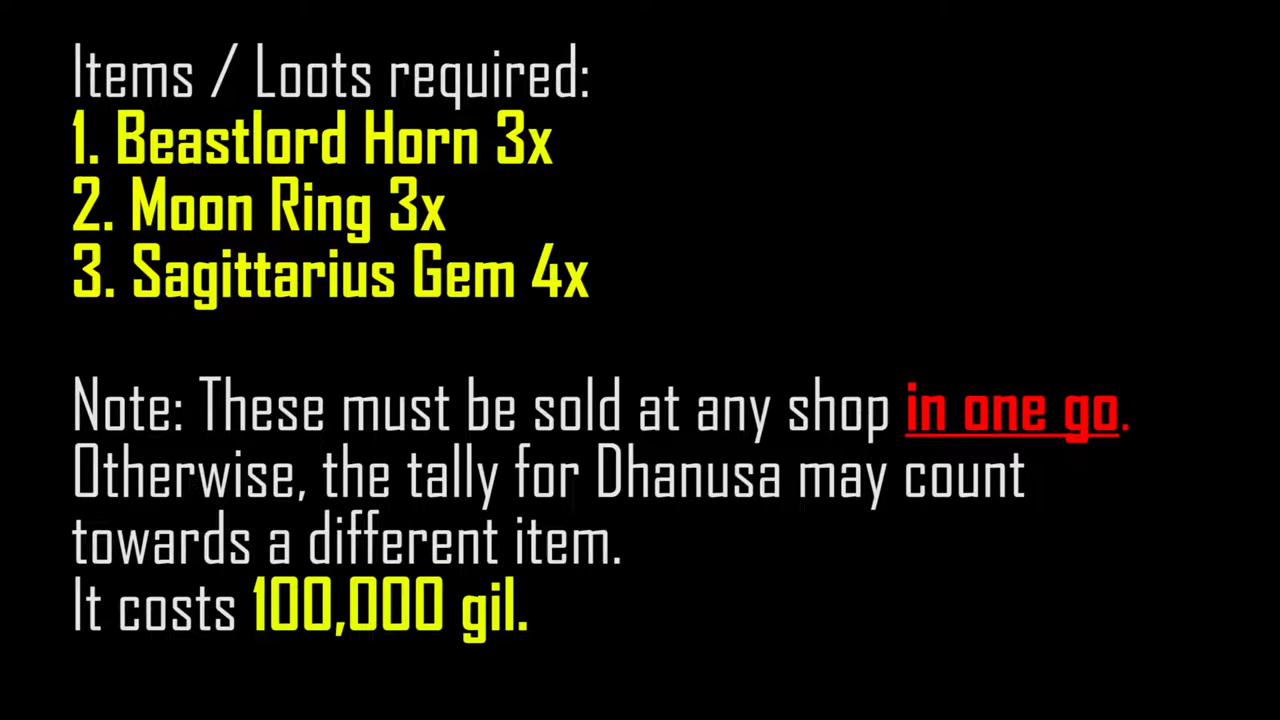 Items / Loots required:
1. Beastlord Horn 3x
2. Moon Ring 3x
3. Sagittarius Gem 4x
Note: These must be sold at any shop in one go.
Otherwise, the tally for Dhanusa may count
towards a different item.
It costs 100,000 gil.